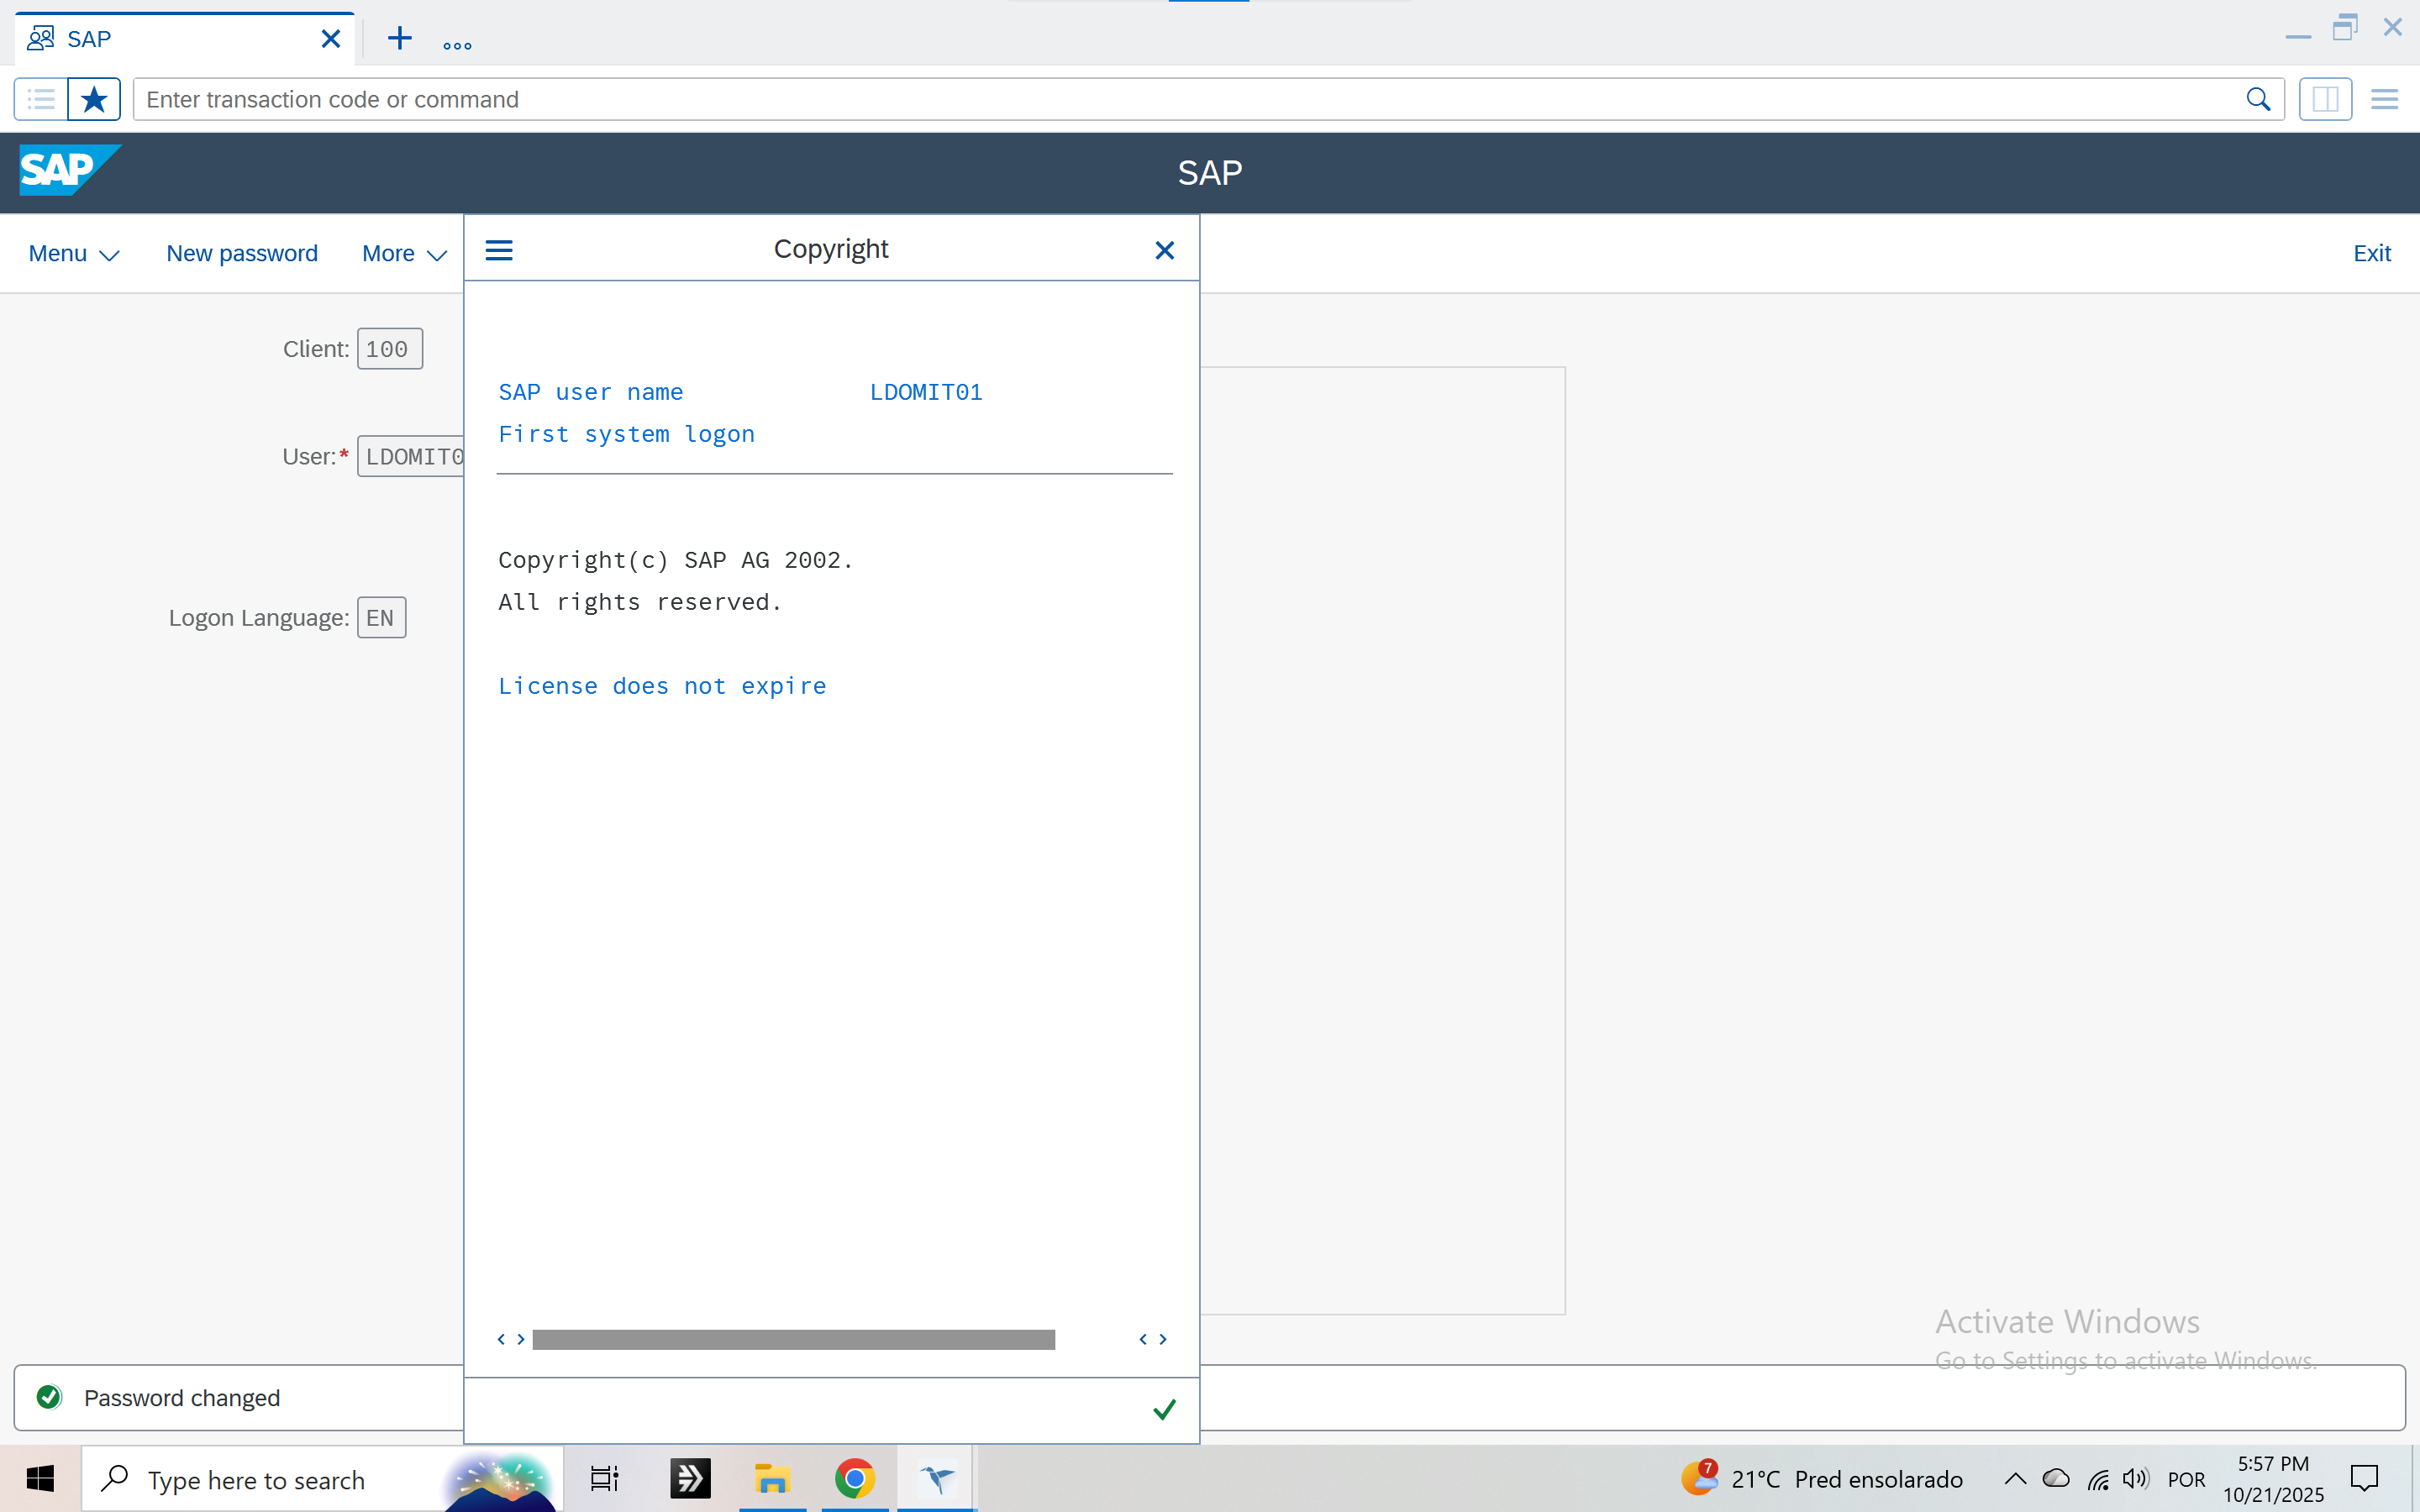 SAP
Enter transaction code or command
SAP
SAP
Menu
New password
More
Exit
Copyright
Client: 100
User:* LDOMIT0
Logon Language: EN
SAP user name LDOMIT01
First system logon
Copyright(c) SAP AG 2002.
All rights reserved.
License does not expire
Activate Windows
Go to Settings to activate Windows.
Password changed
Type here to search
7
21°C Pred ensolarado
POR
5:57 PM
10/21/2025